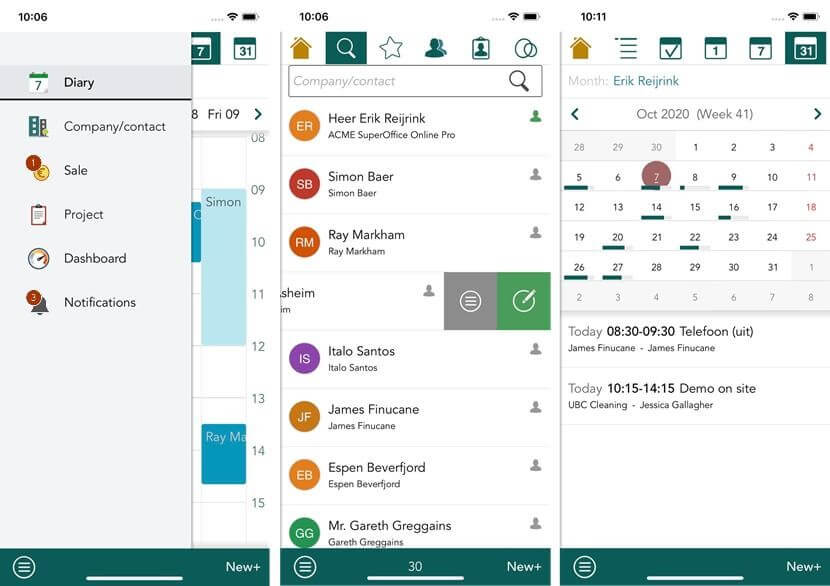 10:06
7
31
7
Diary
Company/contact
1
Sale
Project
Dashboard
3
Notifications
8 Fri 09
08
09
Simon
10
11
12
13
Ray Ma
14
15
New+
10:06
1
7
31
Company/contact
ER
Heer Erik Reijrink
ACME SuperOffice Online Pro
SB
Simon Baer
Simon Baer
RM
Ray Markham
Ray Markham
sheim
im
IS
Italo Santos
Italo Santos
JF
James Finucane
James Finucane
EB
Espen Beverfjord
Espen Beverfjord
GG
Mr. Gareth Greggains
Gareth Greggains
30
New+
10:11
1
7
31
Month: Erik Reijrink
Oct 2020 (Week 41)
28 29 30 1 2 3 4
5 6 7 8 9 10 11
12 13 14 15 16 17 18
19 20 21 22 23 24 25
26 27 28 29 30 31 1
2 3 4 5 6 7 8
Today 08:30-09:30 Telefoon (uit)
James Finucane - James Finucane
Today 10:15-14:15 Demo on site
UBC Cleaning - Jessica Gallagher
New+